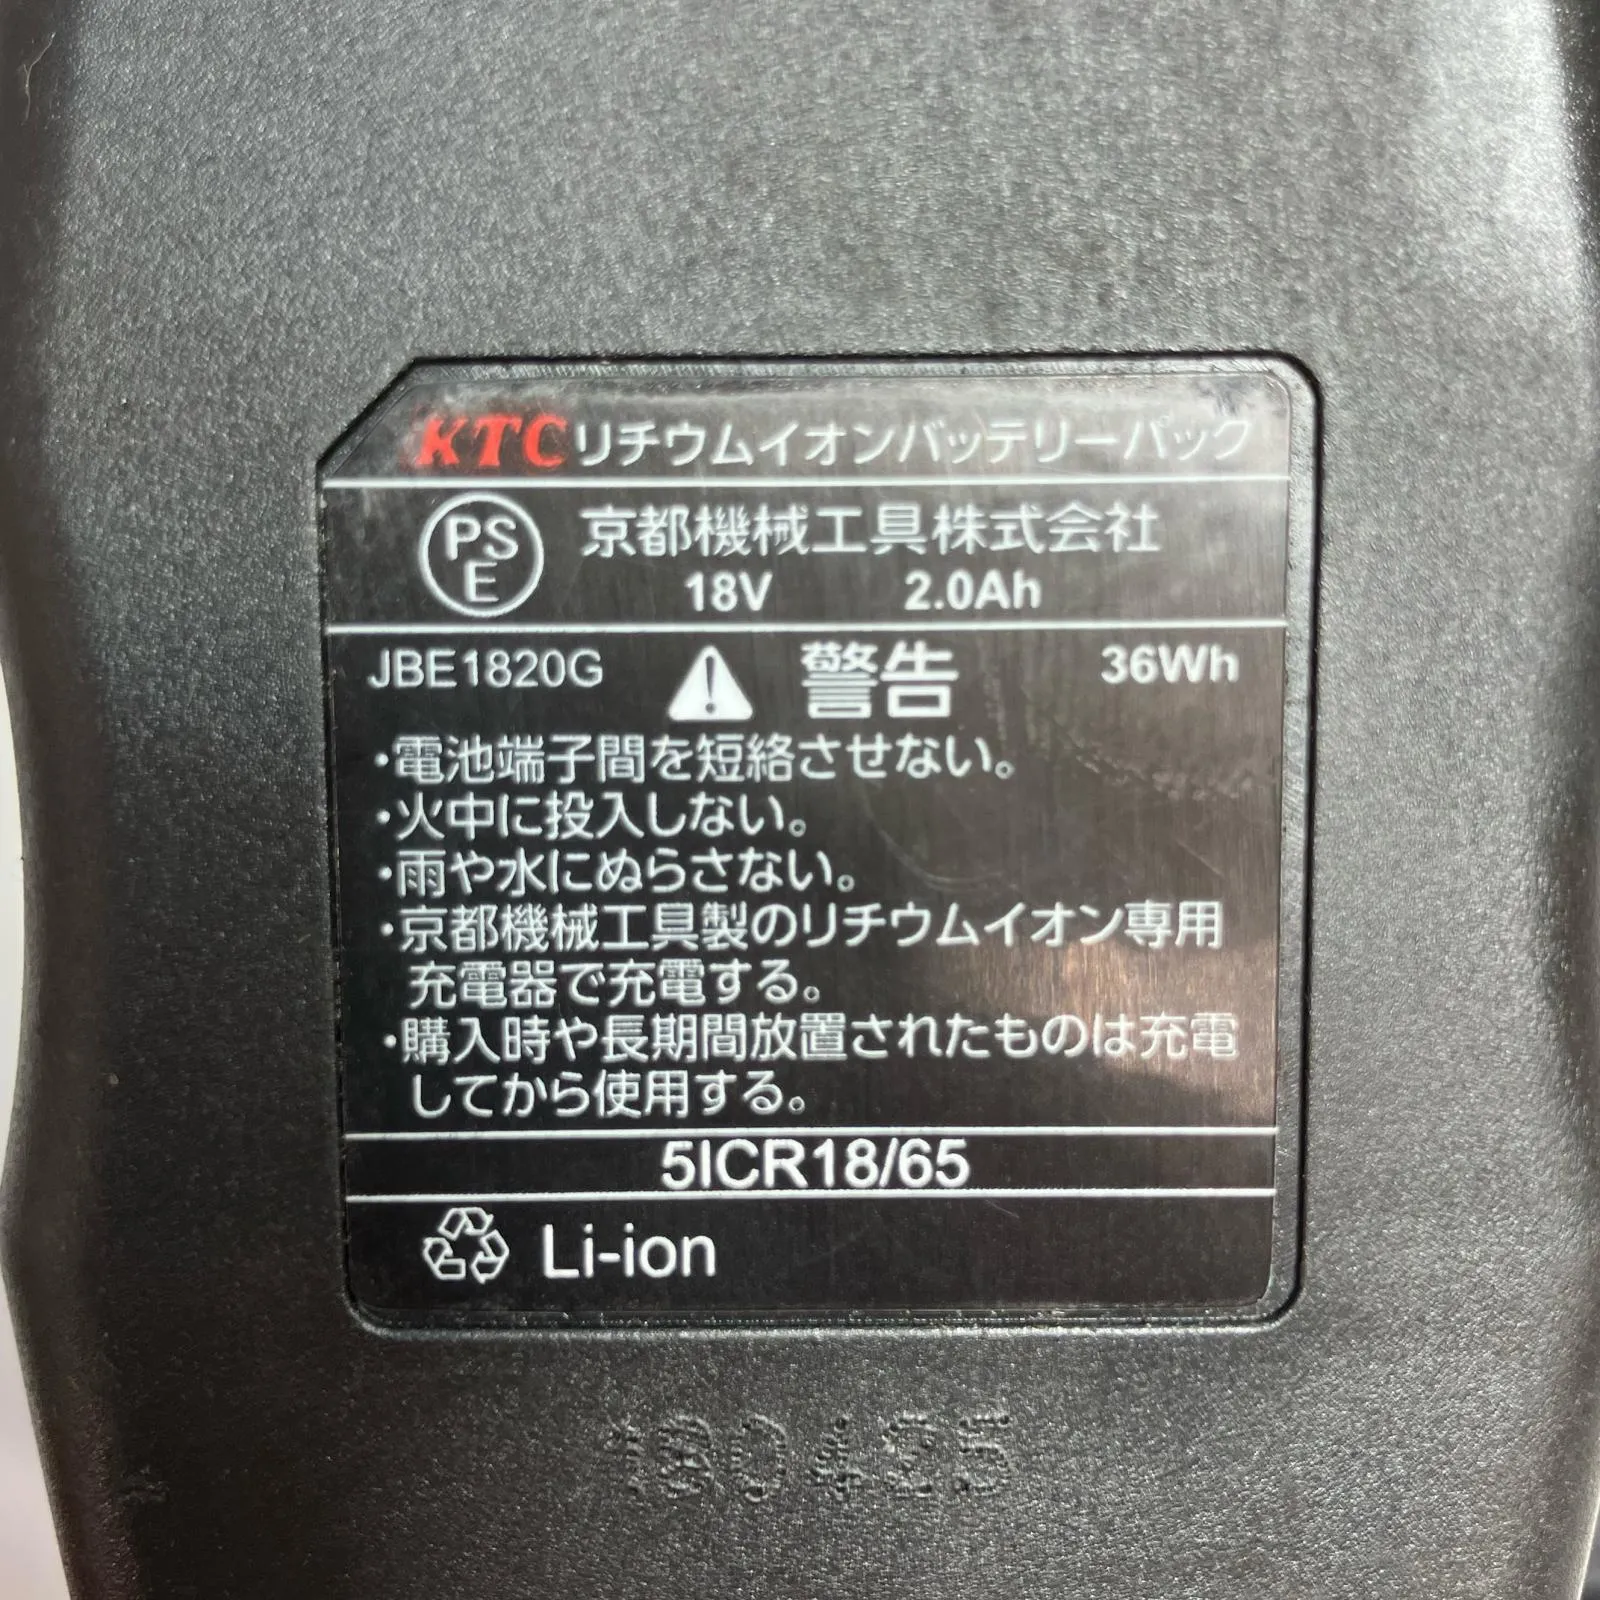 KTCリチウムイオンバッテリーパック
PSE 京都機械工具株式会社
18V 2.0Ah
JBE1820G 警告 36Wh
・電池端子間を短絡させない。
・火中に投入しない。
・雨や水にぬらさない。
・京都機械工具製のリチウムイオン専用
充電器で充電する。
・購入時や長期間放置されたものは充電
してから使用する。
5ICR18/65
Li-ion
180425